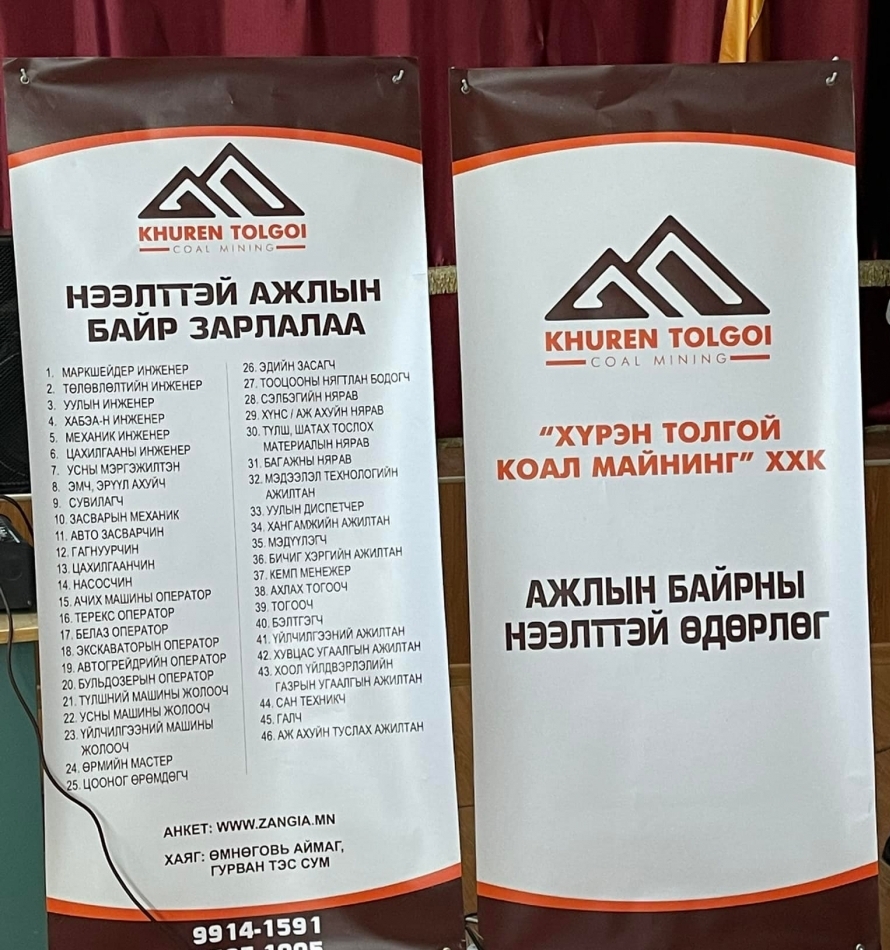 KHUREN TOLGOI
COAL MINING
НЭЭЛТТЭЙ АЖЛЫН
БАЙР ЗАРЛАЛАА
1. МАРКШЕЙДЕР ИНЖЕНЕР
2. ТӨЛӨВЛӨЛТИЙН ИНЖЕНЕР
3. УУЛЫН ИНЖЕНЕР
4. ХАБЭА-Н ИНЖЕНЕР
5. МЕХАНИК ИНЖЕНЕР
6. ЦАХИЛГААНЫ ИНЖЕНЕР
7. УСНЫ МЭРГЭЖИЛТЭН
8. ЭМЧ, ЭРҮҮЛ АХУЙЧ
9. СУВИЛАГЧ
10. ЗАСВАРЫН МЕХАНИК
11. АВТО ЗАСВАРЧИН
12. ГАГНУУРЧИН
13. ЦАХИЛГААНЧИН
14. НАСОСЧИН
15. АЧИХ МАШИНЫ ОПЕРАТОР
16. ТЕРЕКС ОПЕРАТОР
17. БЕЛАЗ ОПЕРАТОР
18. ЭКСКАВАТОРЫН ОПЕРАТОР
19. АВТОГРЕЙДРИЙН ОПЕРАТОР
20. БУЛЬДОЗЕРЫН ОПЕРАТОР
21. ТҮЛШНИЙ МАШИНЫ ЖОЛООЧ
22. УСНЫ МАШИНЫ ЖОЛООЧ
23. ҮЙЛЧИЛГЭЭНИЙ МАШИНЫ
ЖОЛООЧ
24. ӨРМИЙН МАСТЕР
25. ЦООНОГ ӨРӨМДӨГЧ
26. ЭДИЙН ЗАСАГЧ
27. ТООЦООНЫ НЯГТЛАН БОДОГЧ
28. СЭЛБЭГИЙН НЯРАВ
29. ХҮНС / АЖ АХУЙН НЯРАВ
30. ТҮЛШ, ШАТАХ ТОСЛОХ
МАТЕРИАЛЫН НЯРАВ
31. БАГАЖНЫ НЯРАВ
32. МЭДЭЭЛЭЛ ТЕХНОЛОГИЙН
АЖИЛТАН
33. УУЛЫН ДИСПЕТЧЕР
34. ХАНГАМЖИЙН АЖИЛТАН
35. МЭДҮҮЛЭГЧ
36. БИЧИГ ХЭРГИЙН АЖИЛТАН
37. КЕМП МЕНЕЖЕР
38. АХЛАХ ТОГООЧ
39. ТОГООЧ
40. БЭЛТГЭГЧ
41. ҮЙЛЧИЛГЭЭНИЙ АЖИЛТАН
42. ХУВЦАС УГААЛГЫН АЖИЛТАН
43. ХООЛ ҮЙЛДВЭРЛЭЛИЙН
ГАЗРЫН УГААЛГЫН АЖИЛТАН
44. САН ТЕХНИКЧ
45. ГАЛЧ
46. АЖ АХУЙН ТУСЛАХ АЖИЛТАН
АНКЕТ: WWW.ZANGIA.MN
ХАЯГ: ӨМНӨГОВЬ АЙМАГ,
ГУРВАН ТЭС СУМ
9914-1591
KHUREN TOLGOI
COAL MINING
"ХҮРЭН ТОЛГОЙ
КОАЛ МАЙНИНГ" ХХК
АЖЛЫН БАЙРНЫ
НЭЭЛТТЭЙ ӨДӨРЛӨГ